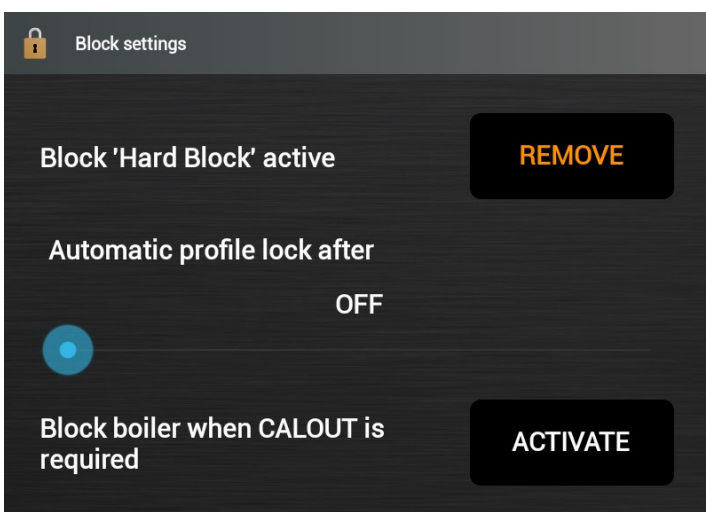 Block settings
Block 'Hard Block' active
REMOVE
Automatic profile lock after
OFF
Block boiler when CALOUT is
required
ACTIVATE